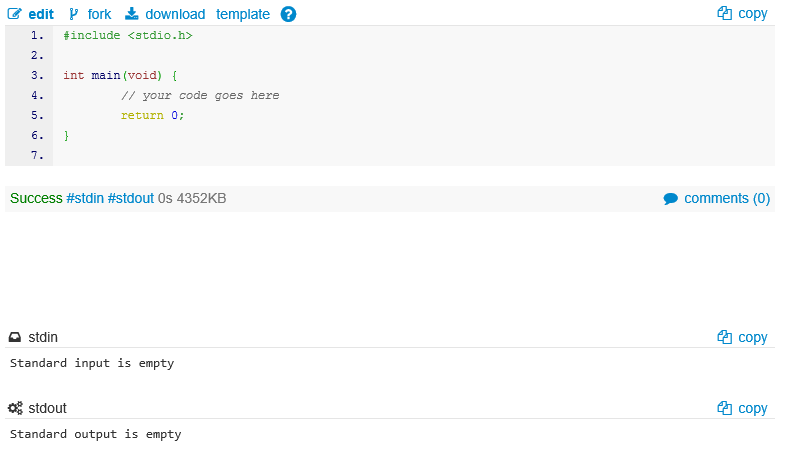 edit fork download template ? copy
1. #include <stdio.h>
2.
3. int main(void) {
4. // your code goes here
5. return 0;
6. }
7.
Success #stdin #stdout 0s 4352KB comments (0)
stdin copy
Standard input is empty
stdout copy
Standard output is empty